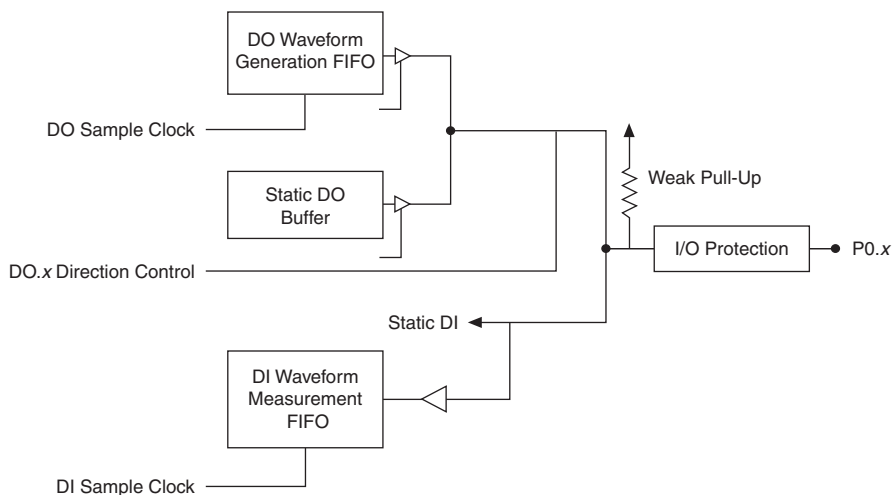 DO Waveform
Generation FIFO
DO Sample Clock
Static DO
Buffer
Weak Pull-Up
I/O Protection
P0.x
DO.x Direction Control
Static DI
DI Waveform
Measurement
FIFO
DI Sample Clock